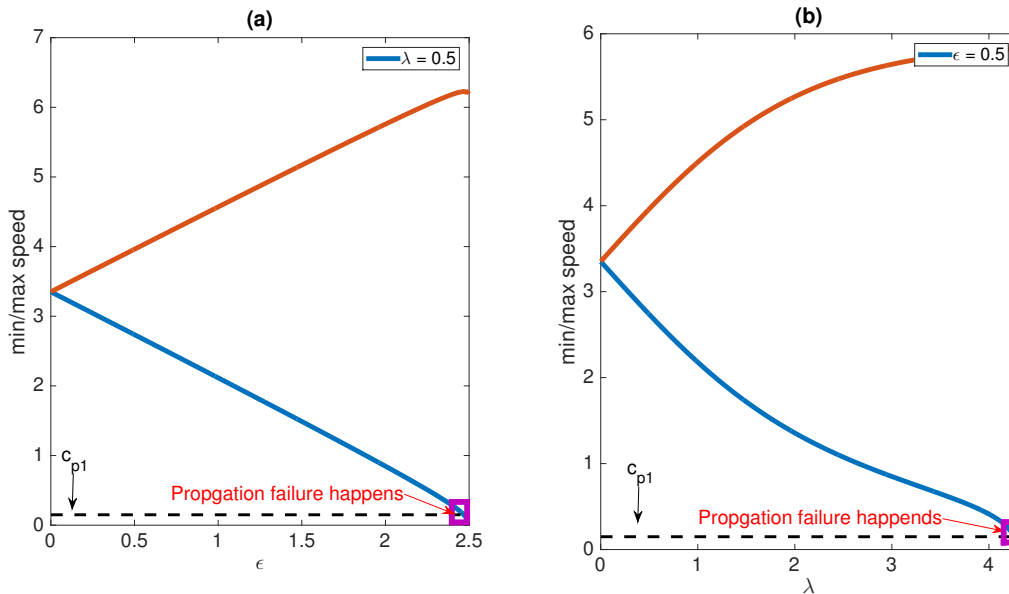 (a)
7
6
5
4
3
2
1
0
min/max speed
λ = 0.5
c_p1
Propgation failure happens
0 0.5 1 1.5 2 2.5
ϵ
(b)
6
5
4
3
2
1
0
min/max speed
ϵ = 0.5
c_p1
Propgation failure happends
0 1 2 3 4
λ